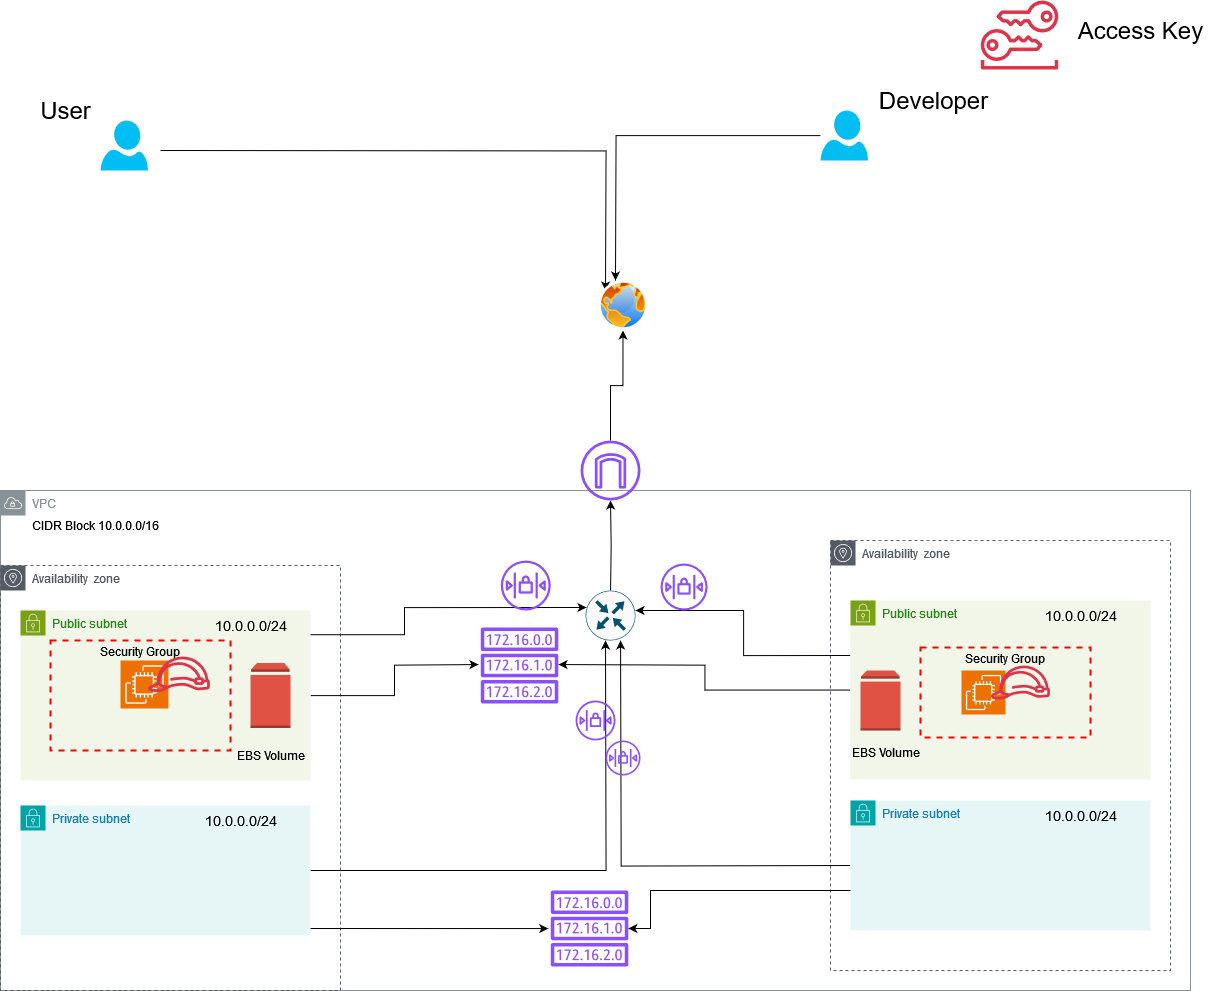 Access Key
Developer
User
VPC
CIDR Block 10.0.0.0/16
Availability zone
Availability zone
Public subnet
10.0.0.0/24
Security Group
EBS Volume
172.16.0.0
172.16.1.0
172.16.2.0
Public subnet
10.0.0.0/24
Security Group
EBS Volume
Private subnet
10.0.0.0/24
Private subnet
10.0.0.0/24
172.16.0.0
172.16.1.0
172.16.2.0